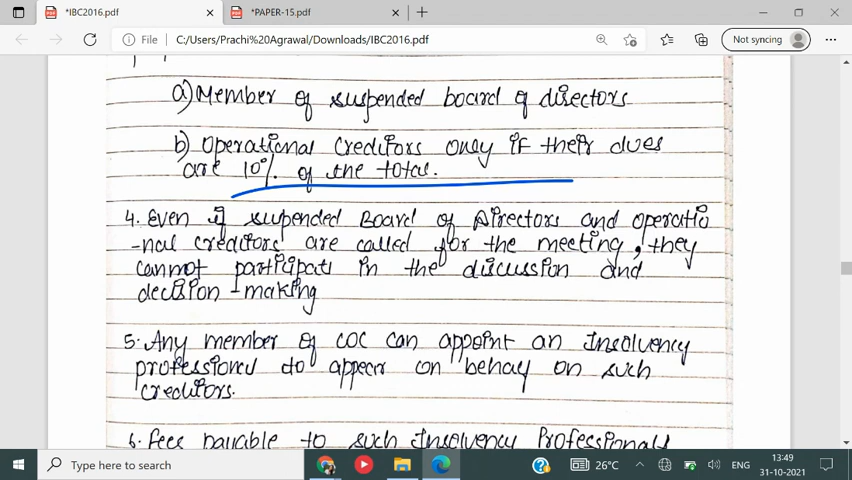 *IBC2016.pdf
*PAPER-15.pdf
File
C:/Users/Prachi%20Agrawal/Downloads/IBC2016.pdf
Not syncing
a) Member of suspended board of directors
b) Operational Creditors only if their dues
are 10% of the total.
4. Even if suspended Board of Directors and operatio
-nal creditors are called for the meeting, they
cannot participate in the discussion and
decision-making
5. Any member of COC can appoint an Insolvency
professional to appear on behalf on such
creditors.
6. Fees payable to such Insolvency Professionals
Type here to search
26°C
ENG
13:49
31-10-2021